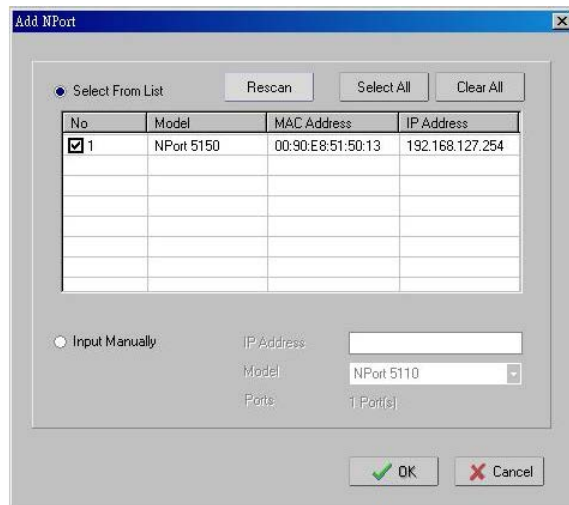 Add NPort
Select From List Rescan Select All Clear All
No Model MAC Address IP Address
1 NPort 5150 00:90:E8:51:50:13 192.168.127.254
Input Manually IP Address
Model NPort 5110
Ports 1 Port(s)
OK Cancel